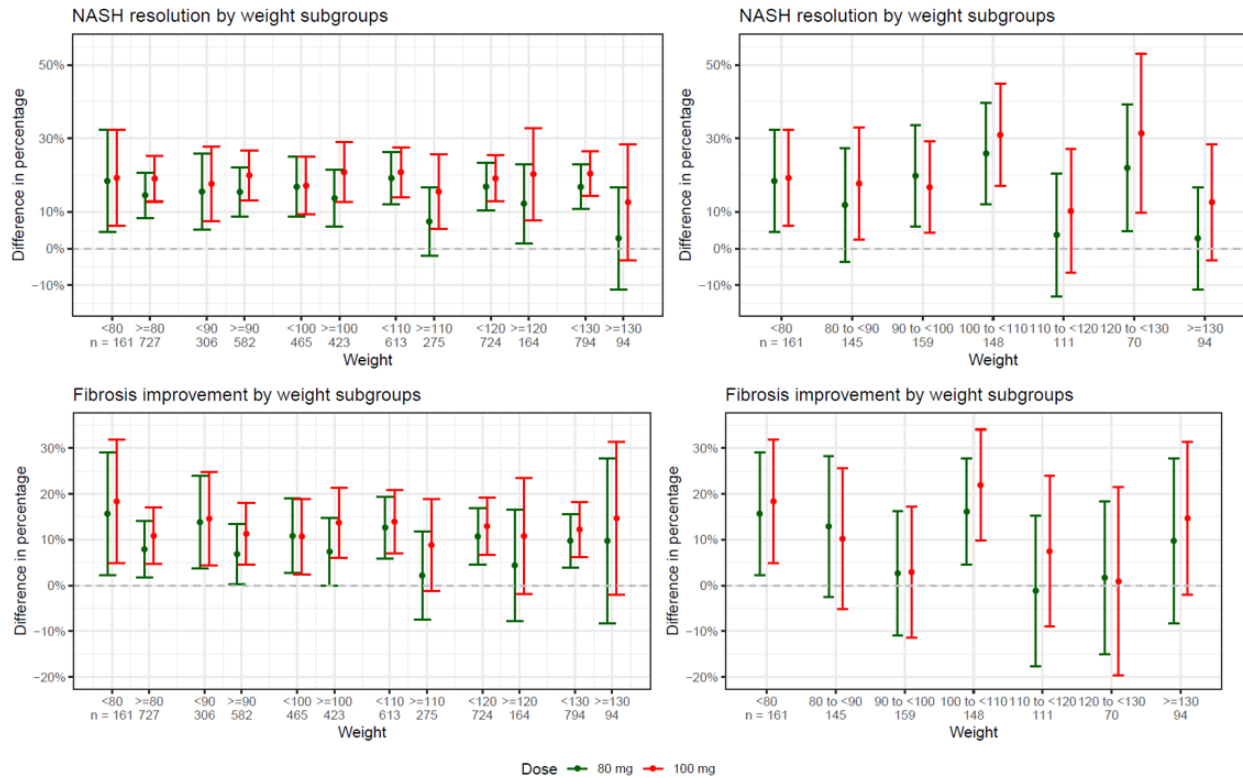 NASH resolution by weight subgroups
Difference in percentage
50%
30%
10%
0%
−10%
<80 >=80 <90 >=90 <100 >=100 <110 >=110 <120 >=120 <130 >=130
n = 161 727 306 582 465 423 613 275 724 164 794 94
Weight
NASH resolution by weight subgroups
Difference in percentage
50%
30%
10%
0%
−10%
<80 80 to <90 90 to <100 100 to <110 110 to <120 120 to <130 >=130
n = 161 145 159 148 111 70 94
Weight
Fibrosis improvement by weight subgroups
Difference in percentage
30%
20%
10%
0%
−10%
−20%
<80 >=80 <90 >=90 <100 >=100 <110 >=110 <120 >=120 <130 >=130
n = 161 727 306 582 465 423 613 275 724 164 794 94
Weight
Fibrosis improvement by weight subgroups
Difference in percentage
30%
20%
10%
0%
−10%
−20%
<80 80 to <90 90 to <100 100 to <110 110 to <120 120 to <130 >=130
n = 161 145 159 148 111 70 94
Weight
Dose 80 mg 100 mg